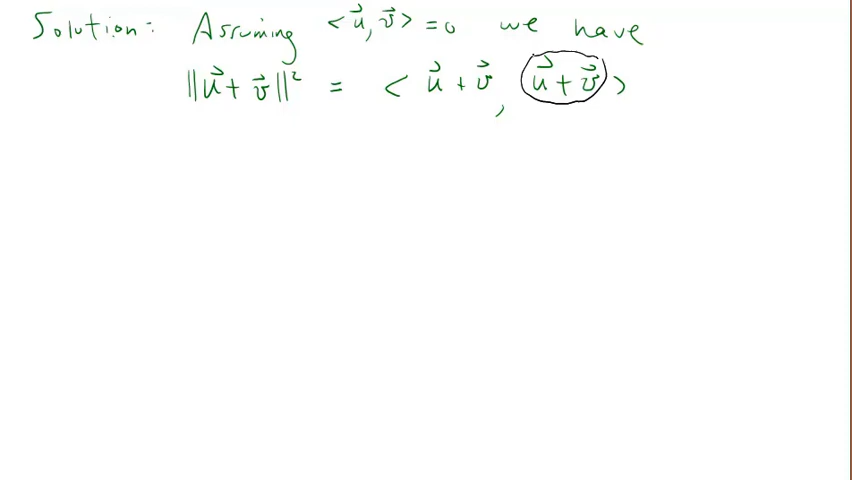 Solution: Assuming <u⃗, v⃗> = 0 we have
||u⃗ + v⃗||² = < u⃗ + v⃗, u⃗ + v⃗ >